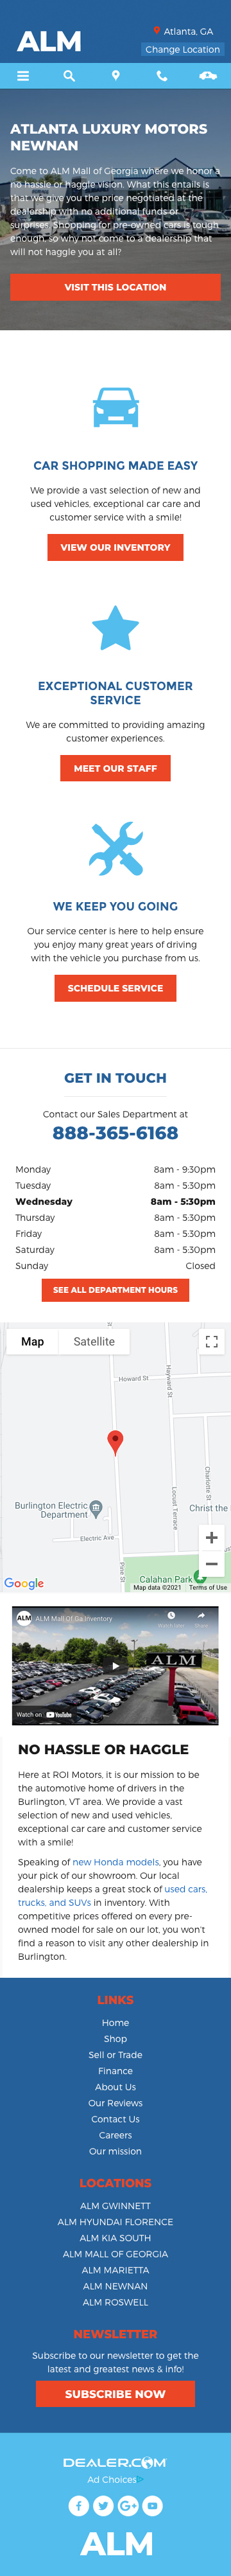 ALM
Atlanta, GA
Change Location
ATLANTA LUXURY MOTORS
NEWNAN
Come to ALM Mall of Georgia where we honor a
no hassle or haggle vision. What this entails is
that we give you the price negotiated at the
dealership with no additional funds or
surprises. Shopping for pre-owned cars is tough
enough, so why not come to a dealership that
will not haggle you at all?
VISIT THIS LOCATION
CAR SHOPPING MADE EASY
We provide a vast selection of new and
used vehicles, exceptional car care and
customer service with a smile!
VIEW OUR INVENTORY
EXCEPTIONAL CUSTOMER
SERVICE
We are committed to providing amazing
customer experiences.
MEET OUR STAFF
WE KEEP YOU GOING
Our service center is here to help ensure
you enjoy many great years of driving
with the vehicle you purchase from us.
SCHEDULE SERVICE
GET IN TOUCH
Contact our Sales Department at
888-365-6168
Monday 8am - 9:30pm
Tuesday 8am - 5:30pm
Wednesday 8am - 5:30pm
Thursday 8am - 5:30pm
Friday 8am - 5:30pm
Saturday 8am - 5:30pm
Sunday Closed
SEE ALL DEPARTMENT HOURS
Map Satellite
Howard St
Hayward St
Charlotte St
Locust Terrace
Burlington Electric
Department
Christ the
Electric Ave
Pine St
Calahan Park
Google
Map data ©2021 Terms of Use
ALM
ALM Mall Of Ga Inventory
Watch later Share
ALM
Watch on YouTube
NO HASSLE OR HAGGLE
Here at ROI Motors, it is our mission to be
the automotive home of drivers in the
Burlington, VT area. We provide a vast
selection of new and used vehicles,
exceptional car care and customer service
with a smile!
Speaking of new Honda models, you have
your pick of our showroom. Our local
dealership keeps a great stock of used cars,
trucks, and SUVs in inventory. With
competitive prices offered on every pre-
owned model for sale on our lot, you won't
find a reason to visit any other dealership in
Burlington.
LINKS
Home
Shop
Sell or Trade
Finance
About Us
Our Reviews
Contact Us
Careers
Our mission
LOCATIONS
ALM GWINNETT
ALM HYUNDAI FLORENCE
ALM KIA SOUTH
ALM MALL OF GEORGIA
ALM MARIETTA
ALM NEWNAN
ALM ROSWELL
NEWSLETTER
Subscribe to our newsletter to get the
latest and greatest news & info!
SUBSCRIBE NOW
DEALER.COM
Ad Choices
ALM